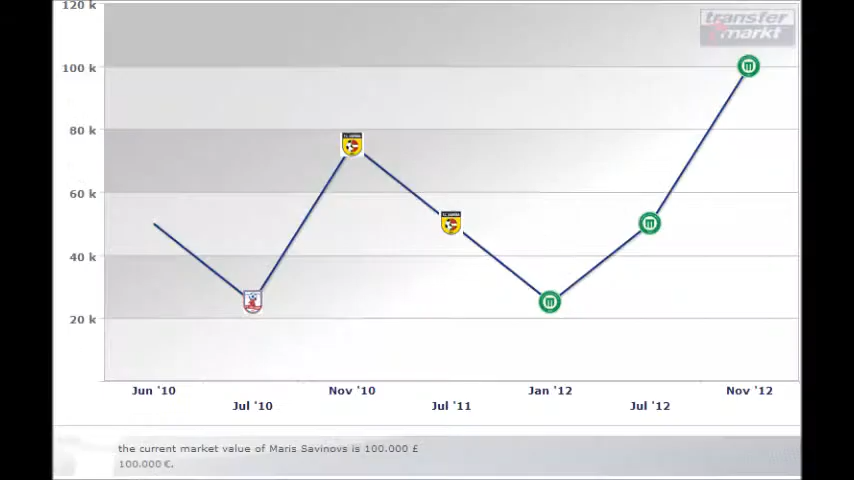 120 k
transfer
markt
100 k
80 k
60 k
40 k
20 k
Jun '10
Nov '10
Jan '12
Nov '12
Jul '10
Jul '11
Jul '12
the current market value of Maris Savinovs is 100.000 £
100.000 €.